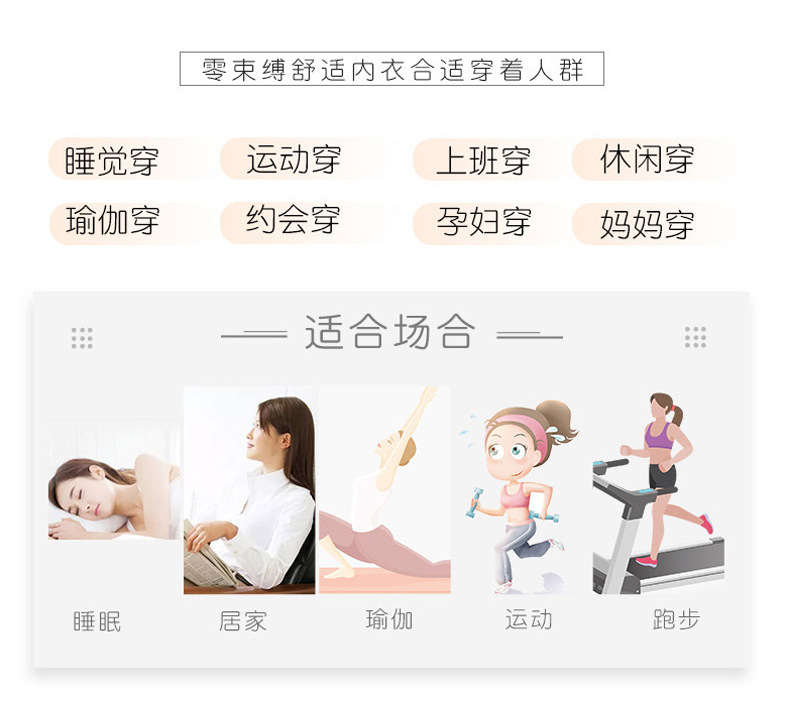 零束缚舒适内衣合适穿着人群
睡觉穿 运动穿 上班穿 休闲穿
瑜伽穿 约会穿 孕妇穿 妈妈穿
适合场合
睡眠 居家 瑜伽 运动 跑步